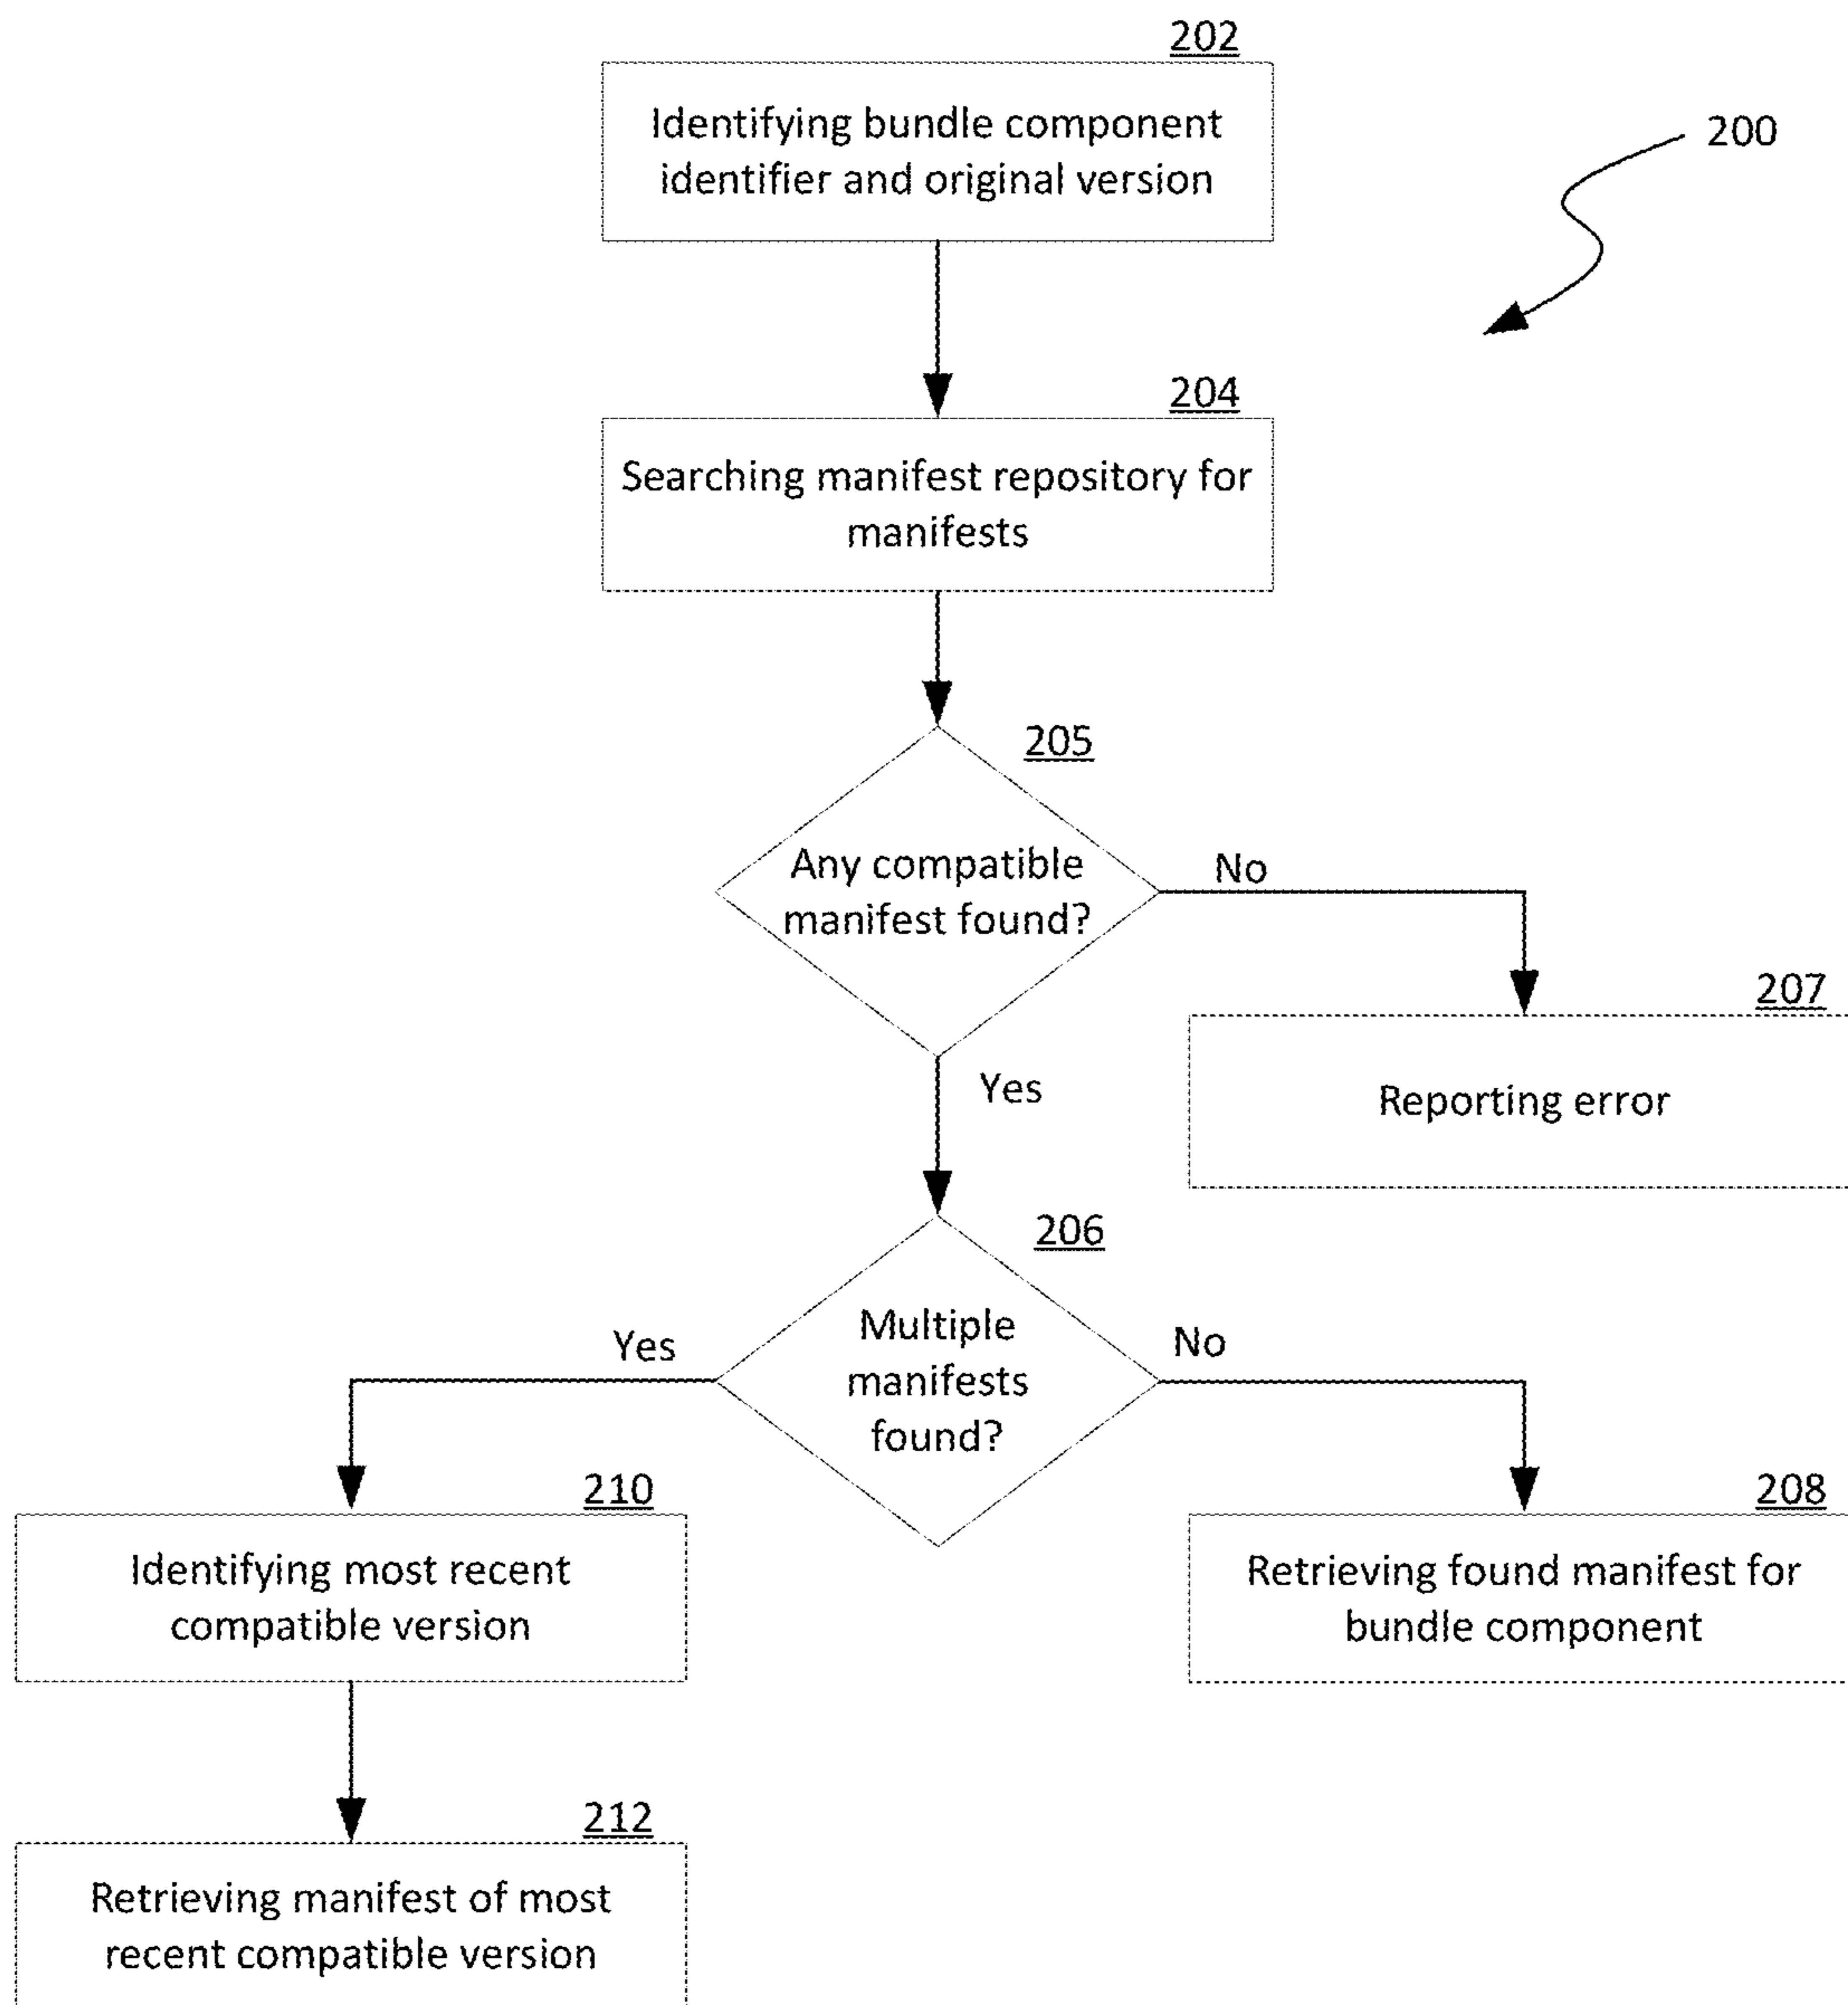 202
Identifying bundle component
identifier and original version
200
204
Searching manifest repository for
manifests
205
Any compatible
manifest found?
No
207
Reporting error
Yes
206
Multiple
manifests
found?
Yes
No
210
Identifying most recent
compatible version
208
Retrieving found manifest for
bundle component
212
Retrieving manifest of most
recent compatible version